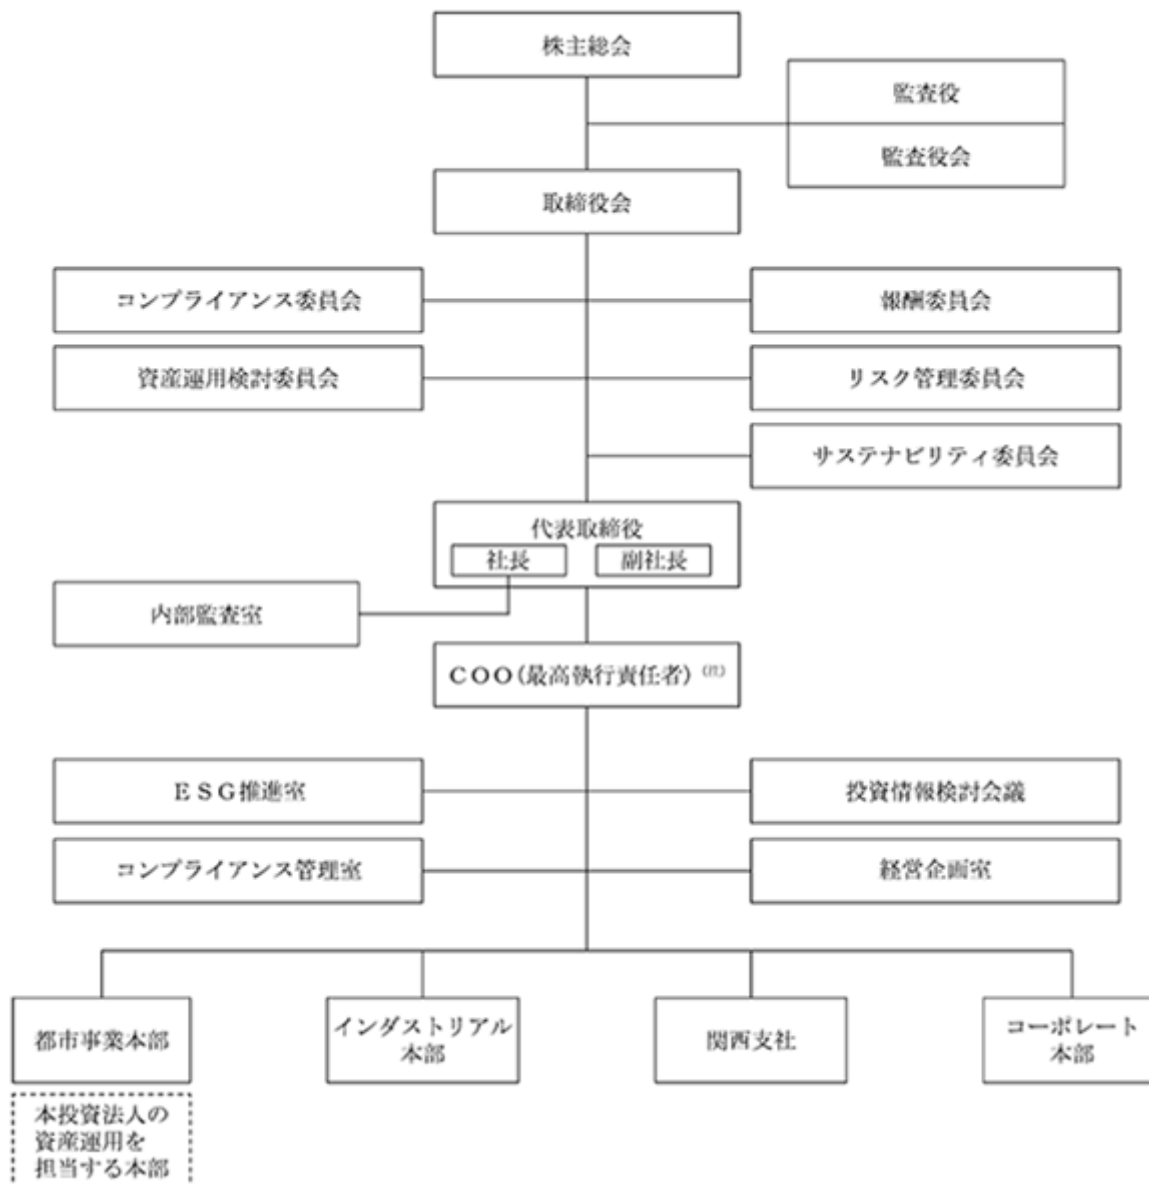 株主総会
監査役
監査役会
取締役会
コンプライアンス委員会
報酬委員会
資産運用検討委員会
リスク管理委員会
サステナビリティ委員会
代表取締役
社長
副社長
内部監査室
COO(最高執行責任者)(注)
ESG推進室
投資情報検討会議
コンプライアンス管理室
経営企画室
都市事業本部
インダストリアル
本部
関西支社
コーポレート
本部
本投資法人の
資産運用を
担当する本部